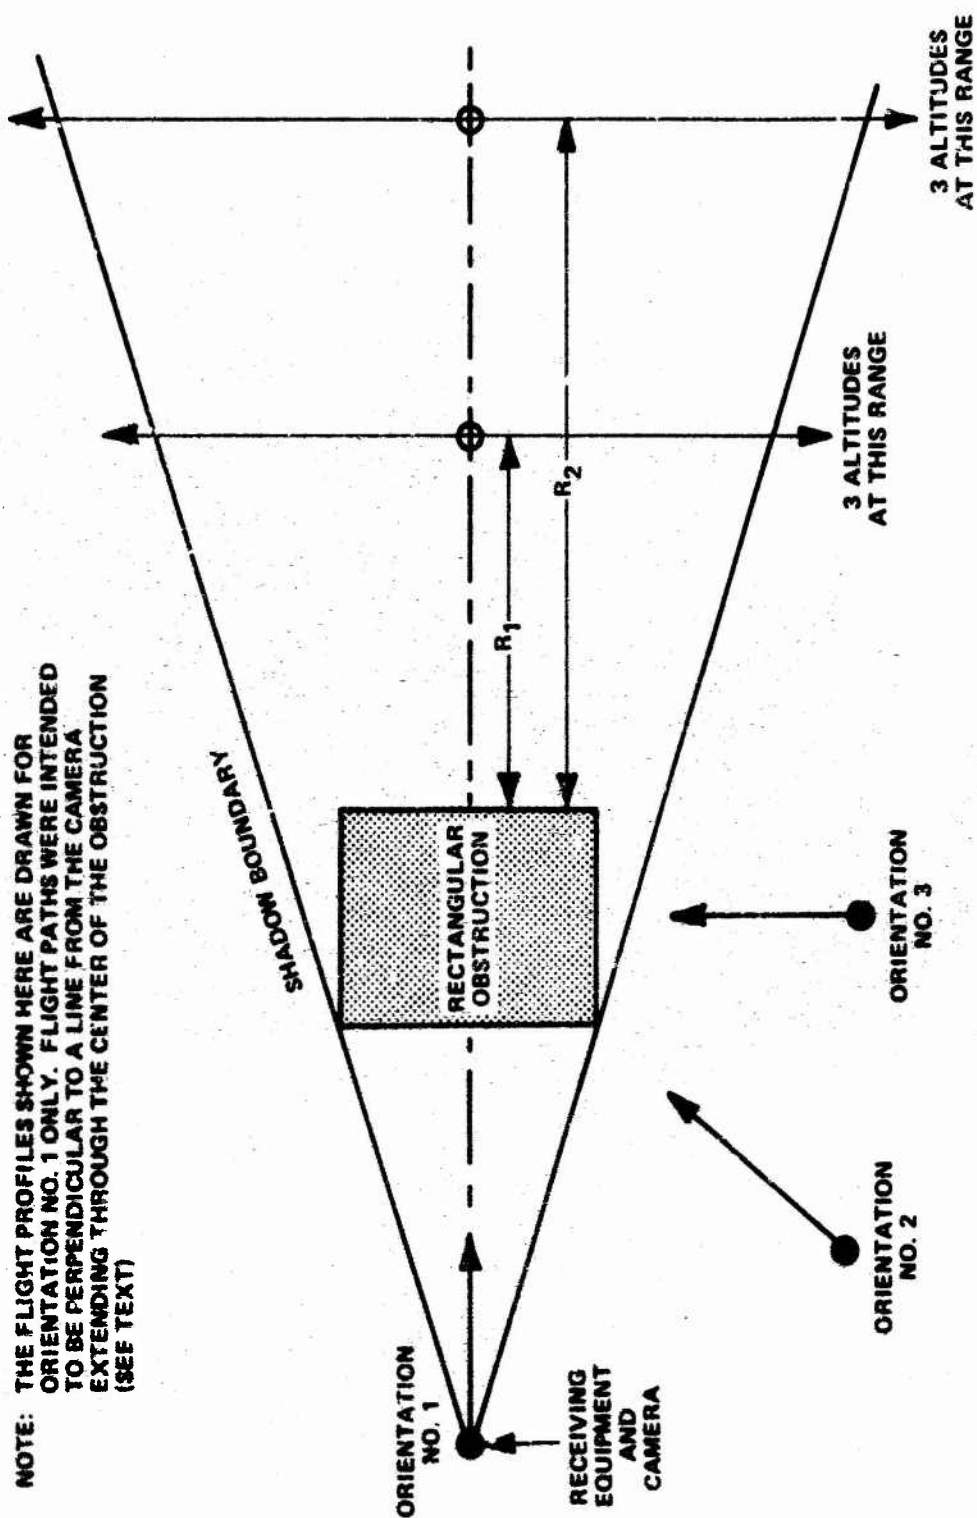 NOTE: THE FLIGHT PROFILES SHOWN HERE ARE DRAWN FOR
ORIENTATION NO. 1 ONLY. FLIGHT PATHS WERE INTENDED
TO BE PERPENDICULAR TO A LINE FROM THE CAMERA
EXTENDING THROUGH THE CENTER OF THE OBSTRUCTION
(SEE TEXT)
SHADOW BOUNDARY
ORIENTATION
NO. 1
RECTANGULAR
OBSTRUCTION
R1
R2
RECEIVING
EQUIPMENT
AND
CAMERA
3 ALTITUDES
AT THIS RANGE
3 ALTITUDES
AT THIS RANGE
ORIENTATION
NO. 2
ORIENTATION
NO. 3